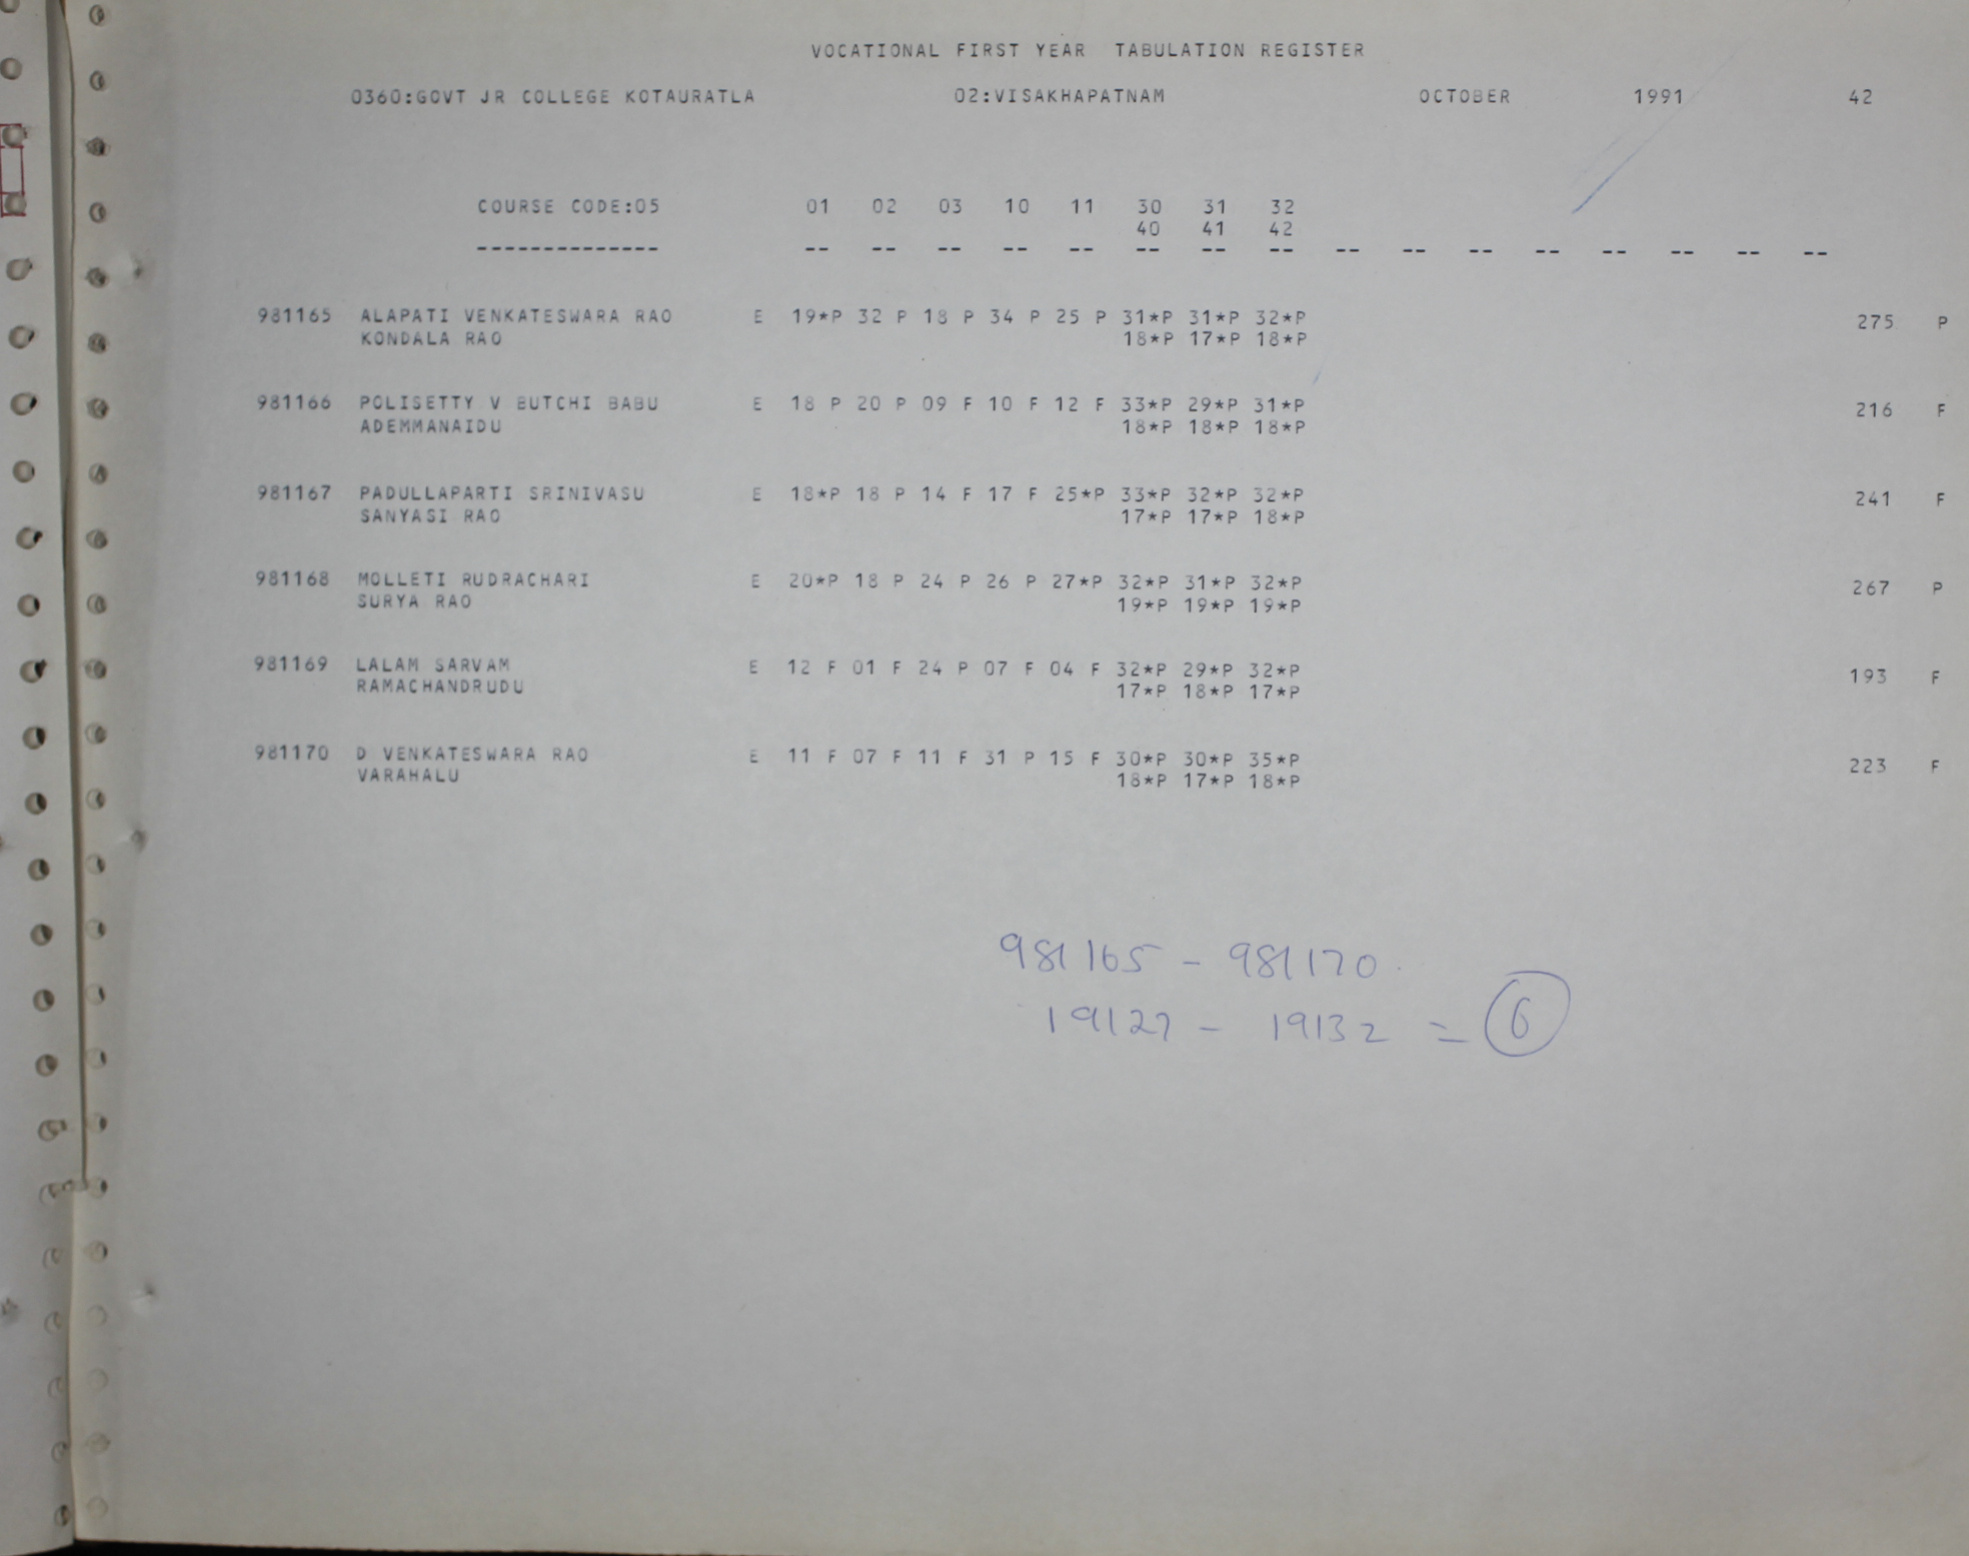 VOCATIONAL FIRST YEAR TABULATION REGISTER
0360:GOVT JR COLLEGE KOTAURATLA 02:VISAKHAPATNAM OCTOBER 1991 42
COURSE CODE:05 01 02 03 10 11 30 31 32
40 41 42
-------------- -- -- -- -- -- -- -- -- -- -- -- -- -- -- -- --
981165 ALAPATI VENKATESWARA RAO E 19*P 32 P 18 P 34 P 25 P 31*P 31*P 32*P 275 P
KONDALA RAO 18*P 17*P 18*P
981166 POLISETTY V BUTCHI BABU E 18 P 20 P 09 F 10 F 12 F 33*P 29*P 31*P 216 F
ADEMMANAIDU 18*P 18*P 18*P
981167 PADULLAPARTI SRINIVASU E 18*P 18 P 14 F 17 F 25*P 33*P 32*P 32*P 241 F
SANYASI RAO 17*P 17*P 18*P
981168 MOLLETI RUDRACHARI E 20*P 18 P 24 P 26 P 27*P 32*P 31*P 32*P 267 P
SURYA RAO 19*P 19*P 19*P
981169 LALAM SARVAM E 12 F 01 F 24 P 07 F 04 F 32*P 29*P 32*P 193 F
RAMACHANDRUDU 17*P 18*P 17*P
981170 D VENKATESWARA RAO E 11 F 07 F 11 F 31 P 15 F 30*P 30*P 35*P 223 F
VARAHALU 18*P 17*P 18*P
981165 - 981170
19127 - 19132 = 6